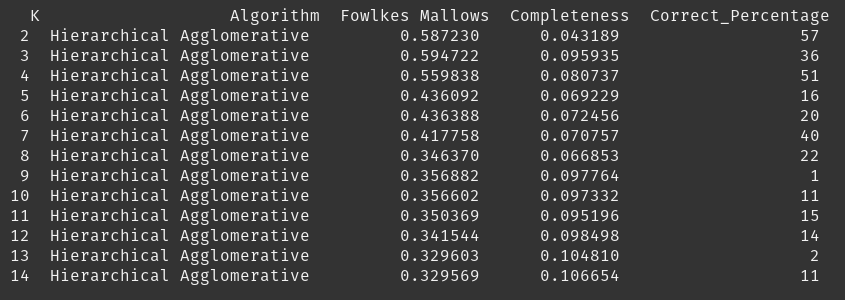 K Algorithm Fowlkes Mallows Completeness Correct_Percentage
2 Hierarchical Agglomerative 0.587230 0.043189 57
3 Hierarchical Agglomerative 0.594722 0.095935 36
4 Hierarchical Agglomerative 0.559838 0.080737 51
5 Hierarchical Agglomerative 0.436092 0.069229 16
6 Hierarchical Agglomerative 0.436388 0.072456 20
7 Hierarchical Agglomerative 0.417758 0.070757 40
8 Hierarchical Agglomerative 0.346370 0.066853 22
9 Hierarchical Agglomerative 0.356882 0.097764 1
10 Hierarchical Agglomerative 0.356602 0.097332 11
11 Hierarchical Agglomerative 0.350369 0.095196 15
12 Hierarchical Agglomerative 0.341544 0.098498 14
13 Hierarchical Agglomerative 0.329603 0.104810 2
14 Hierarchical Agglomerative 0.329569 0.106654 11